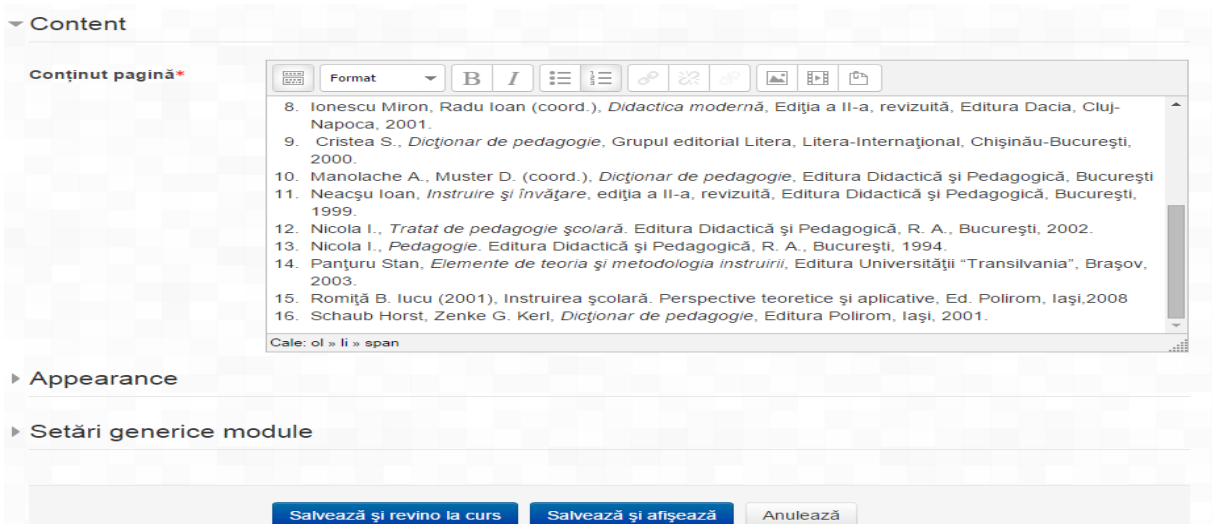 Content
Conținut pagină*
Format
B I
8. Ionescu Miron, Radu Ioan (coord.), Didactica modernă, Ediţia a II-a, revizuită, Editura Dacia, Cluj-
Napoca, 2001.
9. Cristea S., Dicţionar de pedagogie, Grupul editorial Litera, Litera-Internaţional, Chişinău-Bucureşti,
2000.
10. Manolache A., Muster D. (coord.), Dicţionar de pedagogie, Editura Didactică şi Pedagogică, Bucureşti
11. Neacşu Ioan, Instruire şi învăţare, ediţia a II-a, revizuită, Editura Didactică şi Pedagogică, Bucureşti,
1999.
12. Nicola I., Tratat de pedagogie şcolară. Editura Didactică şi Pedagogică, R. A., Bucureşti, 2002.
13. Nicola I., Pedagogie. Editura Didactică şi Pedagogică, R. A., Bucureşti, 1994.
14. Panţuru Stan, Elemente de teoria şi metodologia instruirii, Editura Universităţii “Transilvania”, Braşov,
2003.
15. Romiţă B. Iucu (2001), Instruirea şcolară. Perspective teoretice şi aplicative, Ed. Polirom, Iaşi,2008
16. Schaub Horst, Zenke G. Kerl, Dicţionar de pedagogie, Editura Polirom, Iaşi, 2001.
Cale: ol » li » span
Appearance
Setări generice module
Salvează şi revino la curs Salvează şi afişează Anulează